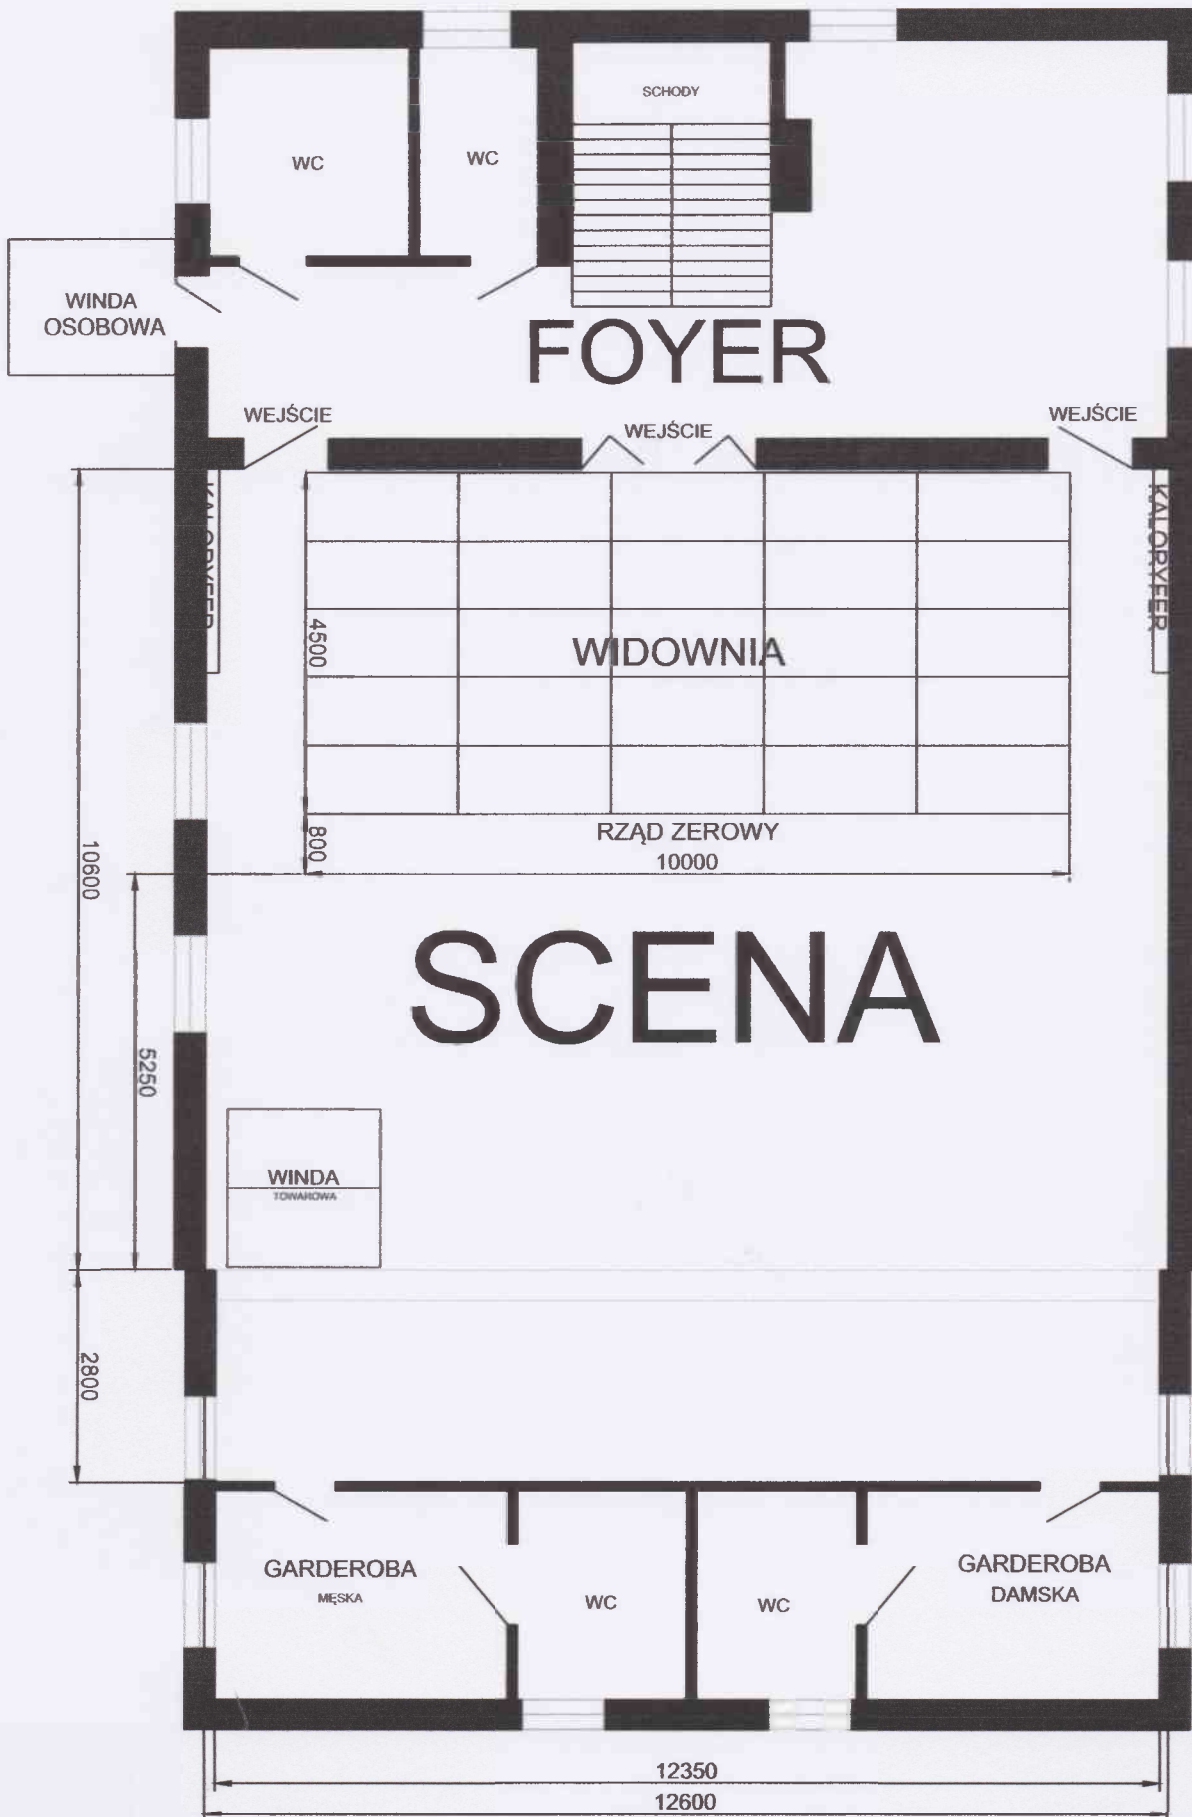 SCHODY
WC
WC
WINDA
OSOBOWA
FOYER
WEJŚCIE
WEJŚCIE
WEJŚCIE
KALORYFER
KALORYFER
4500
WIDOWNIA
800
RZĄD ZEROWY
10000
10600
SCENA
5250
WINDA
TOWAROWA
2800
GARDEROBA
MĘSKA
WC
WC
GARDEROBA
DAMSKA
12350
12600